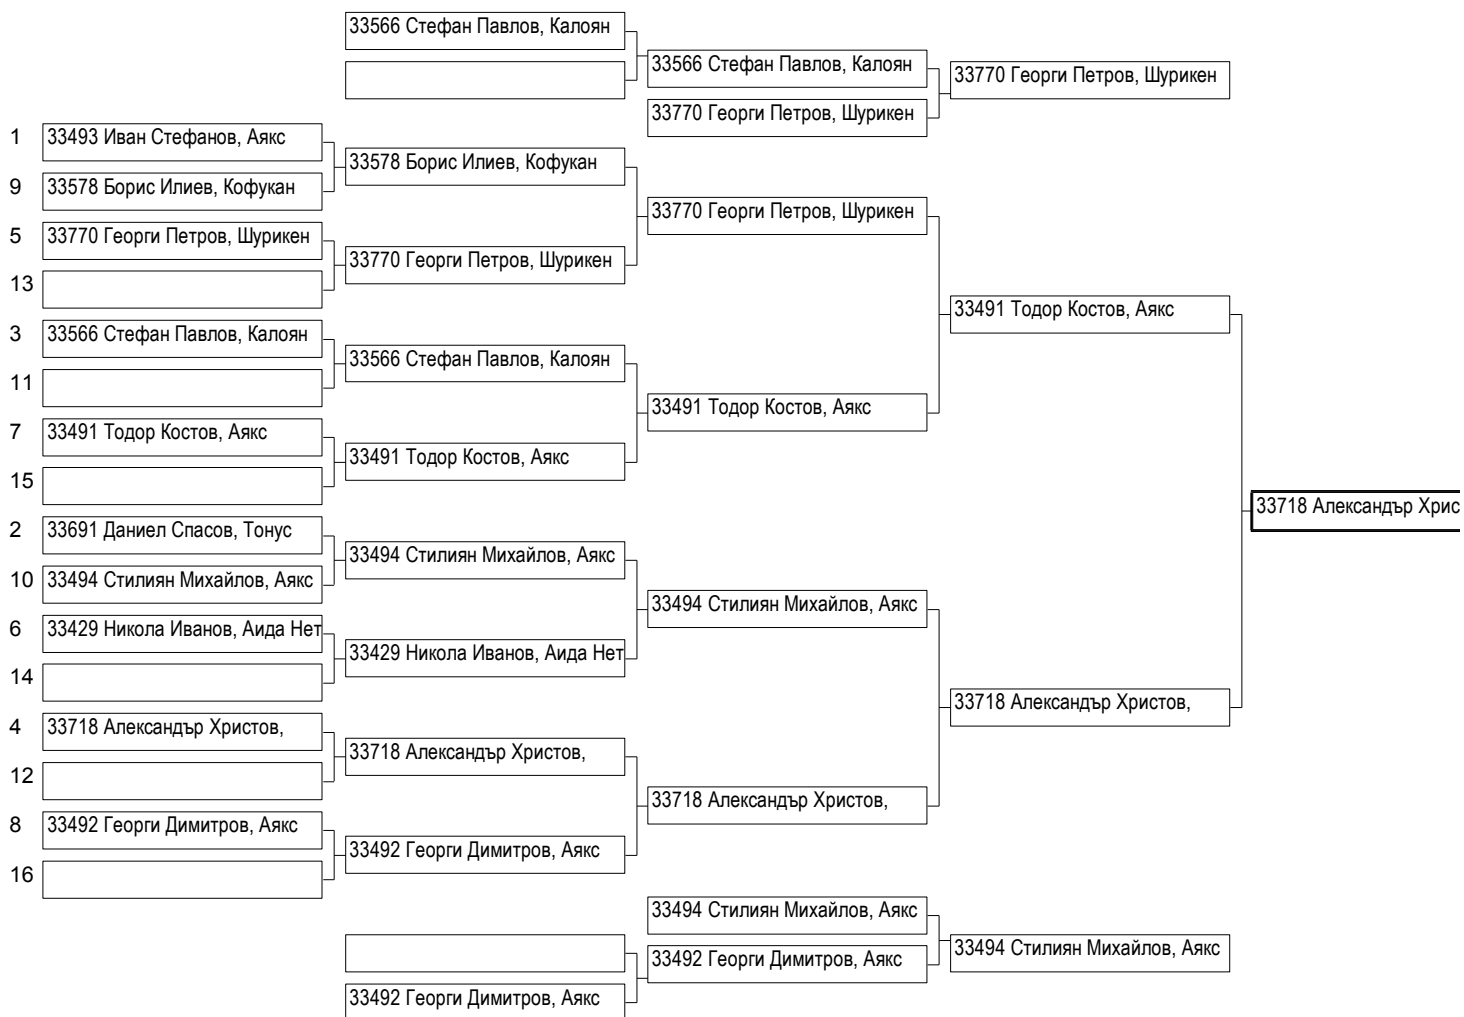 33566 Стефан Павлов, Калоян
33566 Стефан Павлов, Калоян
33770 Георги Петров, Шурикен
33770 Георги Петров, Шурикен
1 33493 Иван Стефанов, Аякс
33578 Борис Илиев, Кофукан
9 33578 Борис Илиев, Кофукан
33770 Георги Петров, Шурикен
5 33770 Георги Петров, Шурикен
33770 Георги Петров, Шурикен
13
33491 Тодор Костов, Аякс
3 33566 Стефан Павлов, Калоян
33566 Стефан Павлов, Калоян
11
33491 Тодор Костов, Аякс
7 33491 Тодор Костов, Аякс
33491 Тодор Костов, Аякс
15
33718 Александър Хрис
2 33691 Даниел Спасов, Тонус
33494 Стилиян Михайлов, Аякс
10 33494 Стилиян Михайлов, Аякс
33494 Стилиян Михайлов, Аякс
6 33429 Никола Иванов, Аида Нет
33429 Никола Иванов, Аида Нет
14
33718 Александър Христов,
4 33718 Александър Христов,
33718 Александър Христов,
12
33718 Александър Христов,
8 33492 Георги Димитров, Аякс
33492 Георги Димитров, Аякс
16
33494 Стилиян Михайлов, Аякс
33494 Стилиян Михайлов, Аякс
33492 Георги Димитров, Аякс
33492 Георги Димитров, Аякс